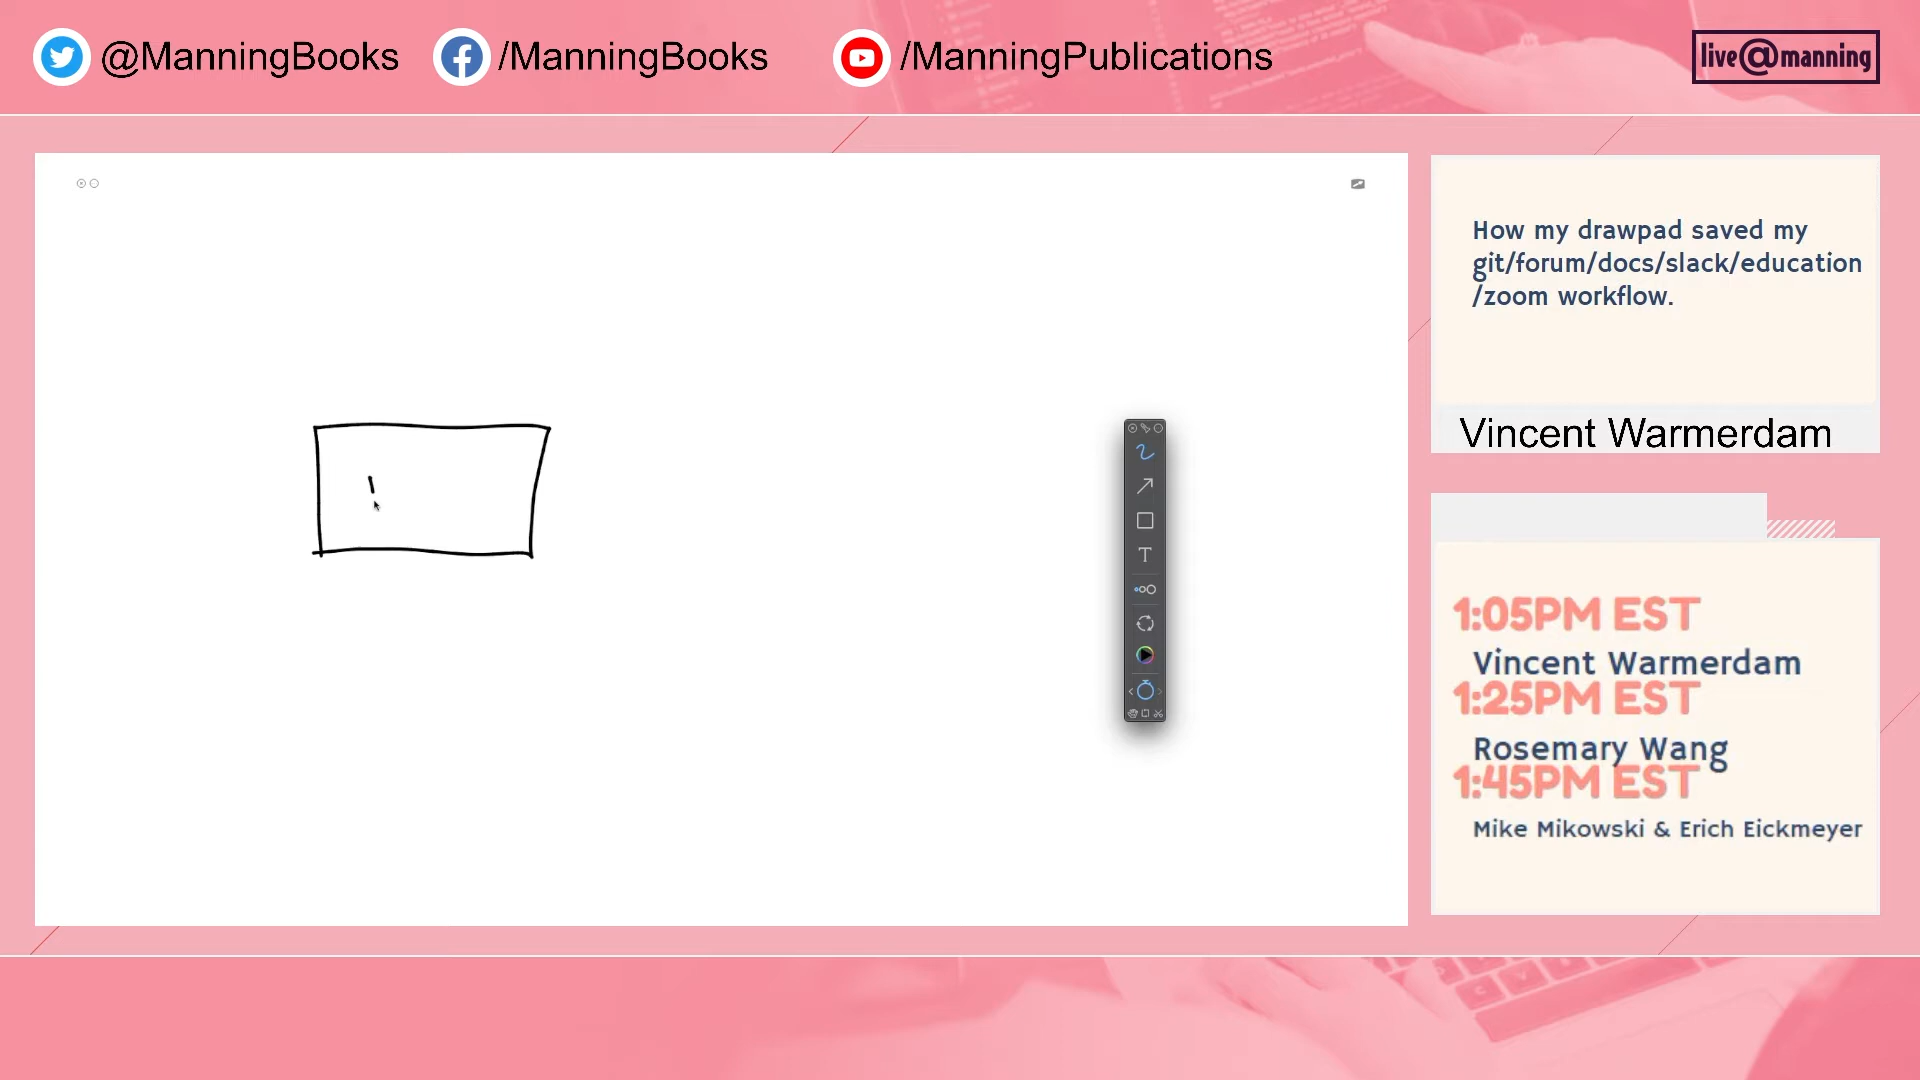 @ManningBooks
/ManningBooks
/ManningPublications
live@manning
How my drawpad saved my
git/forum/docs/slack/education
/zoom workflow.
Vincent Warmerdam
T
1:05PM EST
Vincent Warmerdam
1:25PM EST
Rosemary Wang
1:45PM EST
Mike Mikowski & Erich Eickmeyer